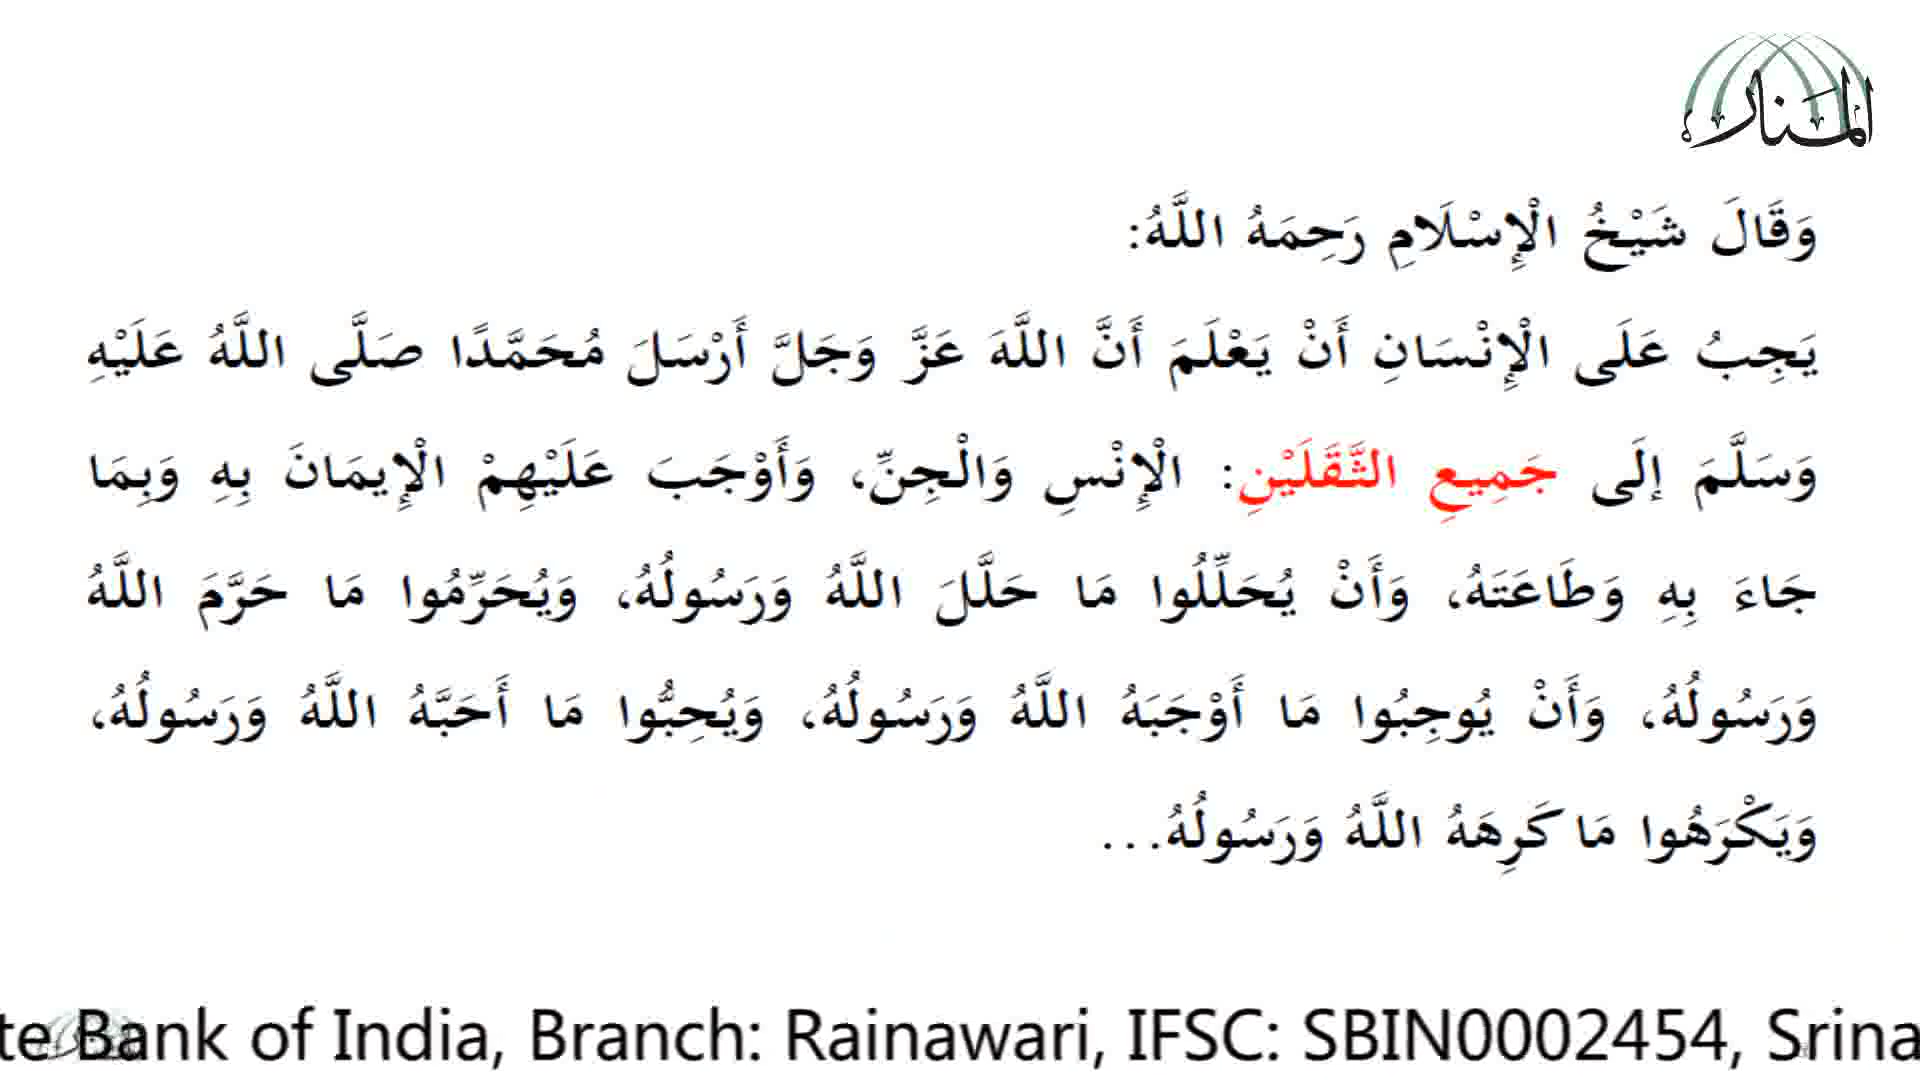 المنار
وَقَالَ شَيْخُ الْإِسْلَامِ رَحِمَهُ اللَّهُ:
يَجِبُ عَلَى الْإِنْسَانِ أَنْ يَعْلَمَ أَنَّ اللَّهَ عَزَّ وَجَلَّ أَرْسَلَ مُحَمَّدًا صَلَّى اللَّهُ عَلَيْهِ
وَسَلَّمَ إِلَى جَمِيعِ الثَّقَلَيْنِ: الْإِنْسِ وَالْجِنِّ، وَأَوْجَبَ عَلَيْهِمْ الْإِيمَانَ بِهِ وَبِمَا
جَاءَ بِهِ وَطَاعَتَهُ، وَأَنْ يُحَلِّلُوا مَا حَلَّلَ اللَّهُ وَرَسُولُهُ، وَيُحَرِّمُوا مَا حَرَّمَ اللَّهُ
وَرَسُولُهُ، وَأَنْ يُوجِبُوا مَا أَوْجَبَهُ اللَّهُ وَرَسُولُهُ، وَيُحِبُّوا مَا أَحَبَّهُ اللَّهُ وَرَسُولُهُ،
وَيَكْرَهُوا مَا كَرِهَهُ اللَّهُ وَرَسُولُهُ...
te Bank of India, Branch: Rainawari, IFSC: SBIN0002454, Srina